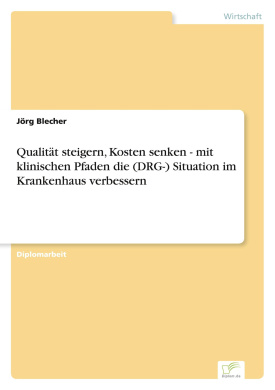 Wirtschaft
Jörg Blecher
Qualität steigern, Kosten senken - mit
klinischen Pfaden die (DRG-) Situation im
Krankenhaus verbessern
Diplomarbeit
Diplom.de